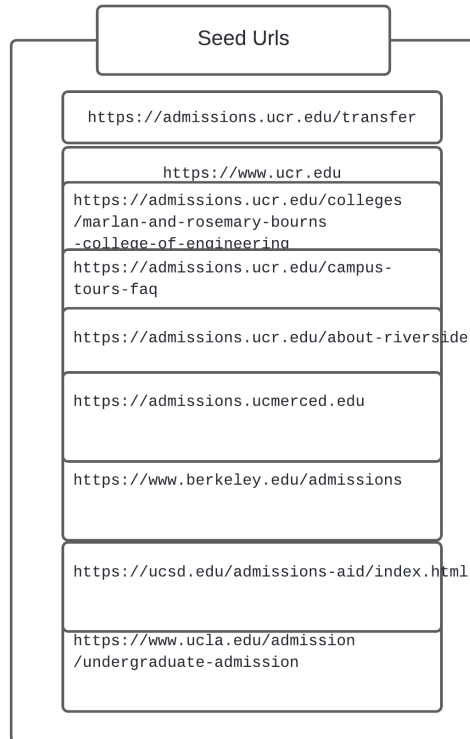 Seed Urls
https://admissions.ucr.edu/transfer
https://www.ucr.edu
https://admissions.ucr.edu/colleges
/marlan-and-rosemary-bourns
-college-of-engineering
https://admissions.ucr.edu/campus-
tours-faq
https://admissions.ucr.edu/about-riverside
https://admissions.ucmerced.edu
https://www.berkeley.edu/admissions
https://ucsd.edu/admissions-aid/index.html
https://www.ucla.edu/admission
/undergraduate-admission